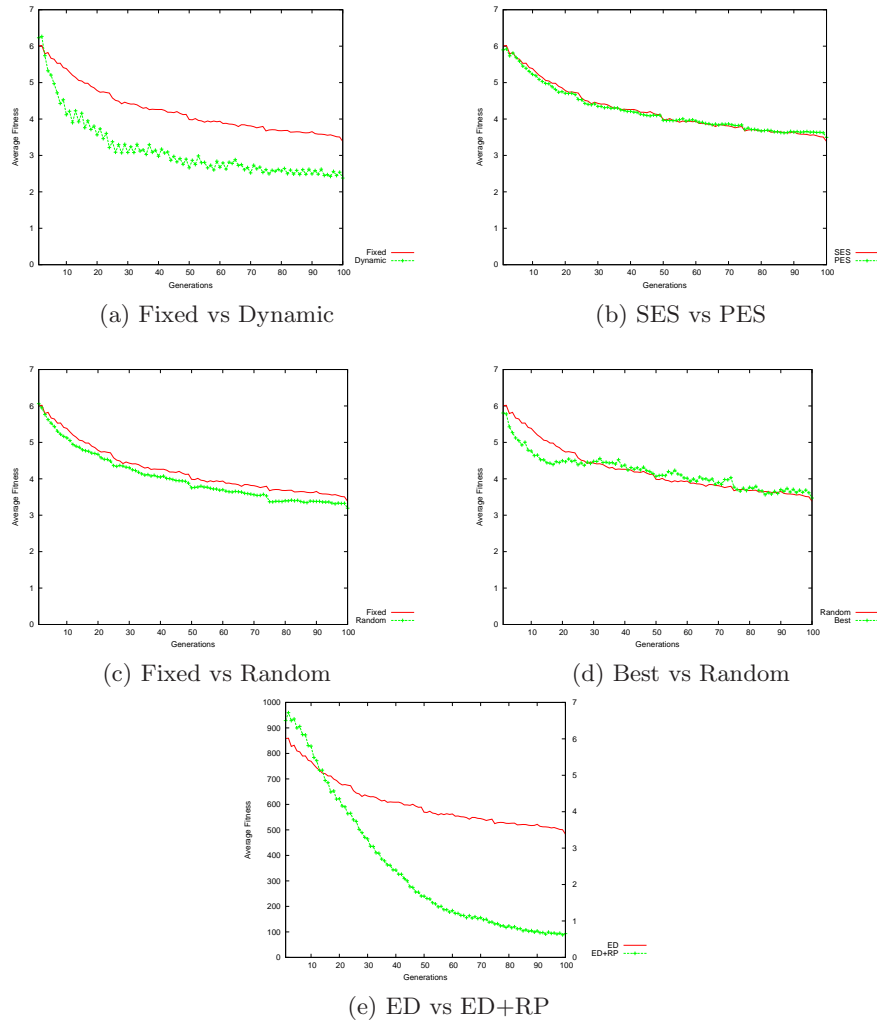 7
6
5
4
3
2
1
0
Average Fitness
10 20 30 40 50 60 70 80 90 100
Generations
Fixed
Dynamic
(a) Fixed vs Dynamic
7
6
5
4
3
2
1
0
Average Fitness
10 20 30 40 50 60 70 80 90 100
Generations
SES
PES
(b) SES vs PES
7
6
5
4
3
2
1
0
Average Fitness
10 20 30 40 50 60 70 80 90 100
Generations
Fixed
Random
(c) Fixed vs Random
7
6
5
4
3
2
1
0
Average Fitness
10 20 30 40 50 60 70 80 90 100
Generations
Random
Best
(d) Best vs Random
1000
900
800
700
600
500
400
300
200
100
0
Average Fitness
7
6
5
4
3
2
1
0
10 20 30 40 50 60 70 80 90 100
Generations
ED
ED+RP
(e) ED vs ED+RP